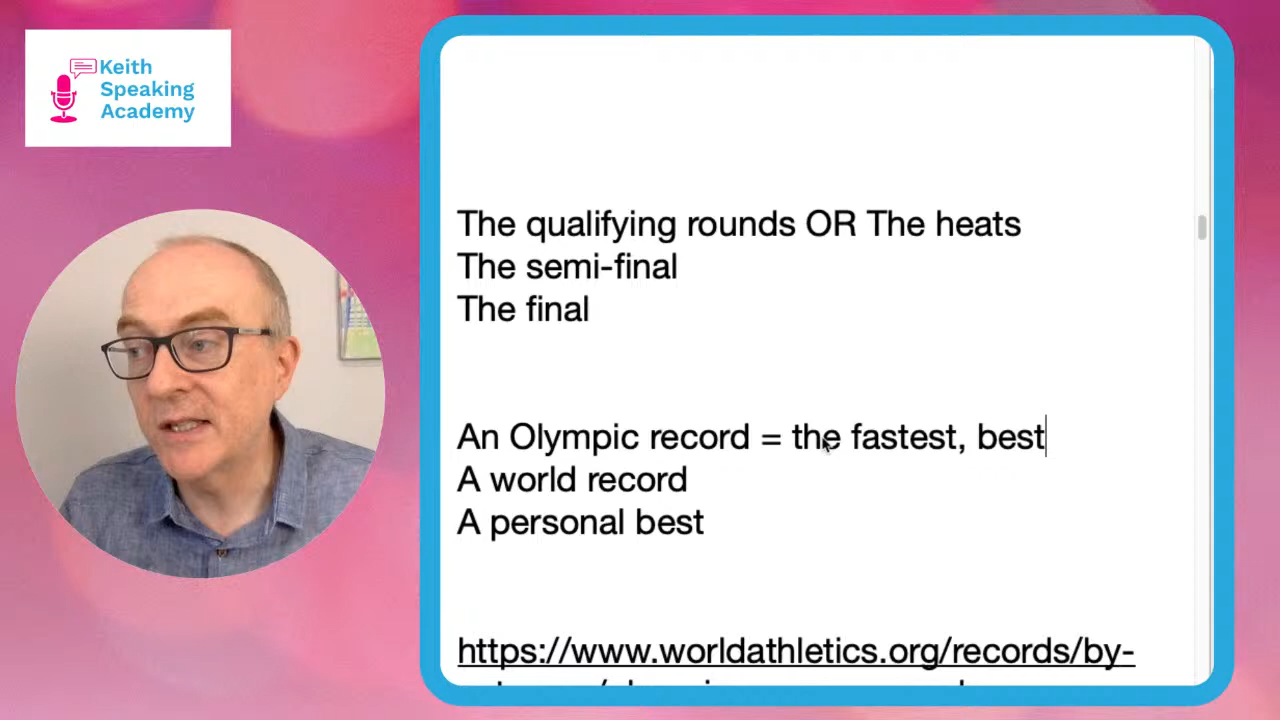 Keith
Speaking
Academy
The qualifying rounds OR The heats
The semi-final
The final
An Olympic record = the fastest, best
A world record
A personal best
https://www.worldathletics.org/records/by-